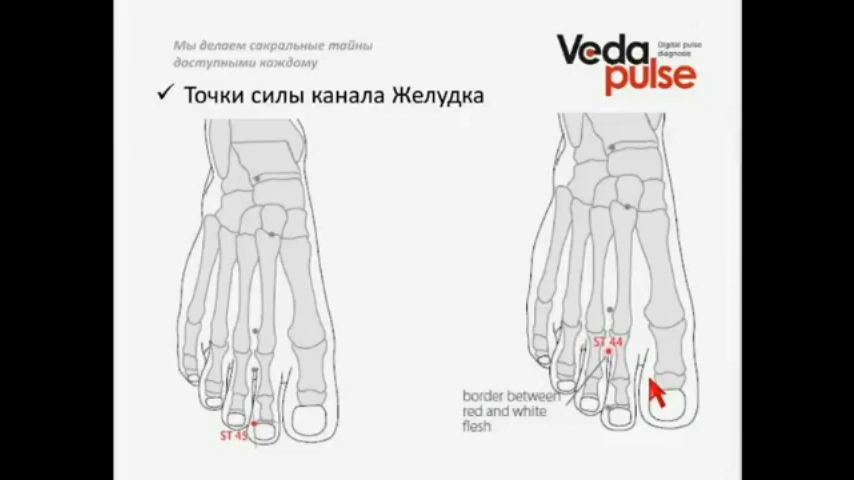 Мы делаем сакральные тайны
доступными каждому
Veda
pulse
Digital pulse
diagnosis
✓ Точки силы канала Желудка
ST 45
ST 44
border between
red and white
flesh